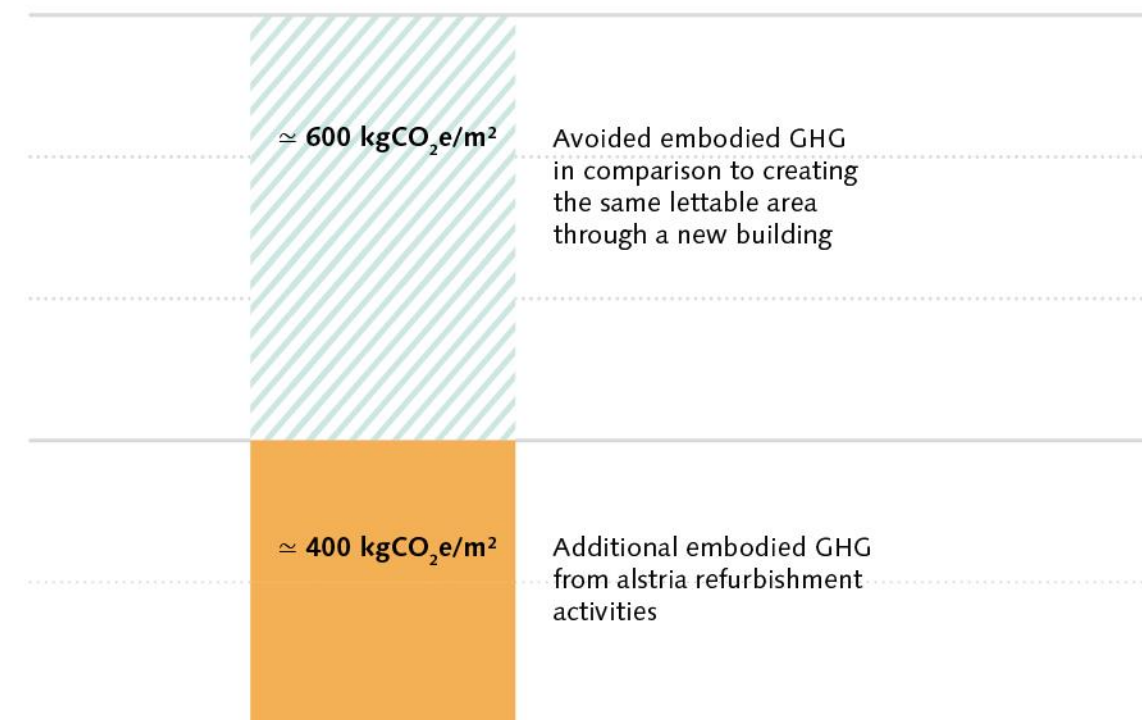 ≃ 600 kgCO₂e/m²
Avoided embodied GHG
in comparison to creating
the same lettable area
through a new building
≃ 400 kgCO₂e/m²
Additional embodied GHG
from alstria refurbishment
activities